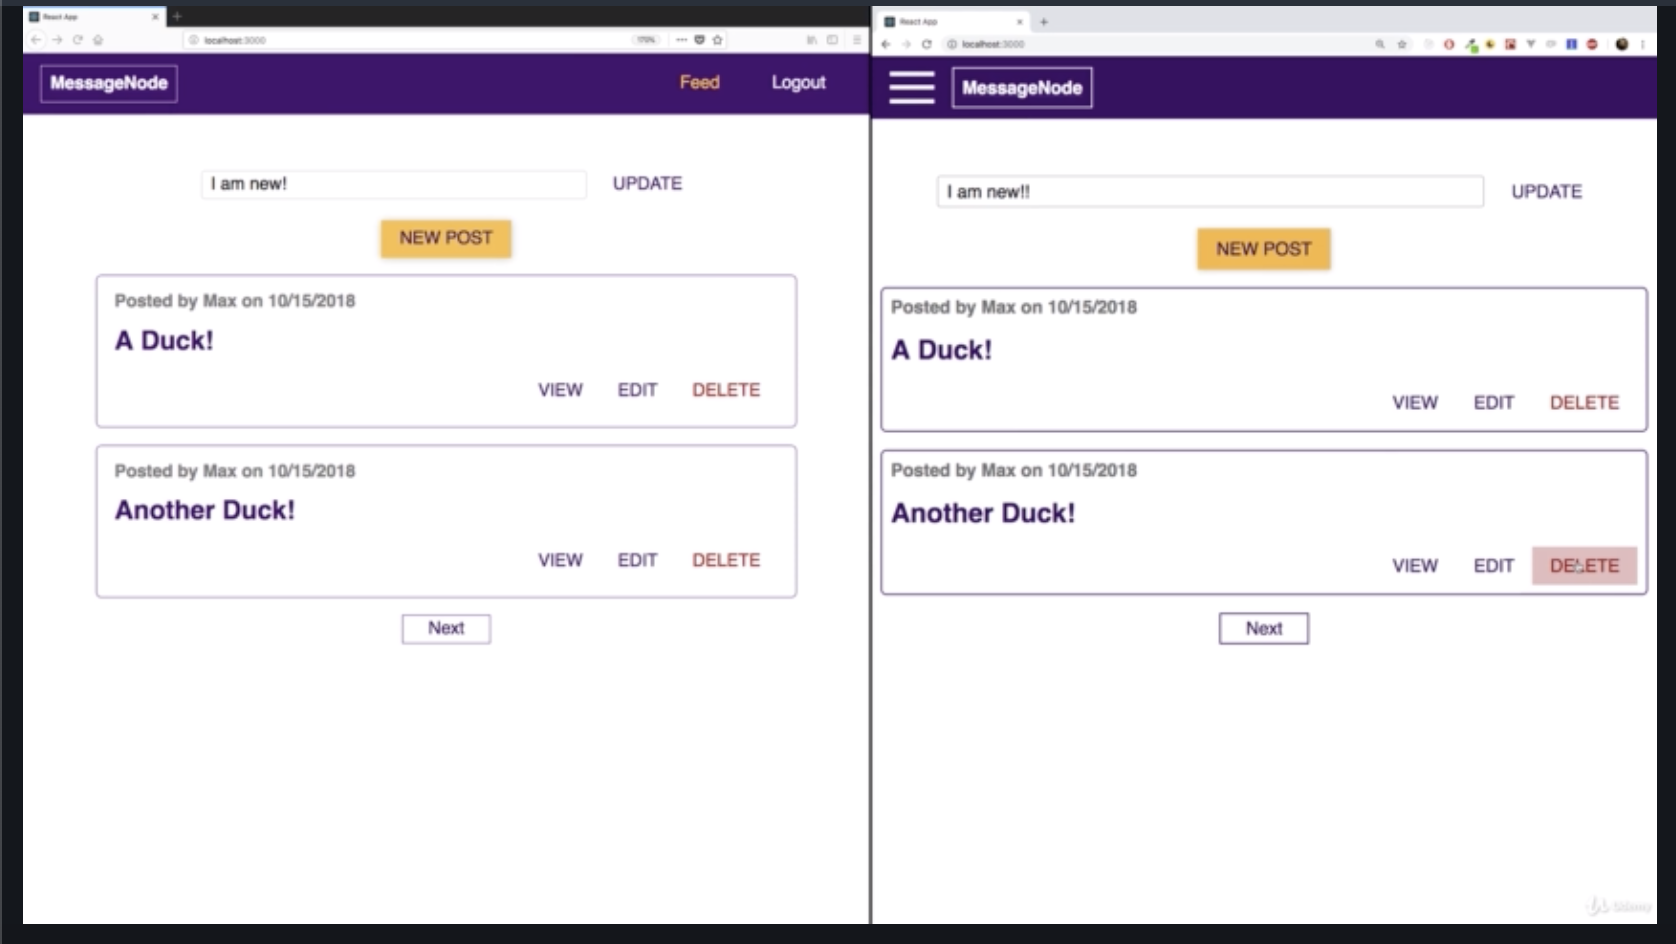 React App
localhost:3000
170%
MessageNode
Feed
Logout
I am new!
UPDATE
NEW POST
Posted by Max on 10/15/2018
A Duck!
VIEW EDIT DELETE
Posted by Max on 10/15/2018
Another Duck!
VIEW EDIT DELETE
Next
React App
localhost:3000
MessageNode
I am new!!
UPDATE
NEW POST
Posted by Max on 10/15/2018
A Duck!
VIEW EDIT DELETE
Posted by Max on 10/15/2018
Another Duck!
VIEW EDIT DELETE
Next
Udemy